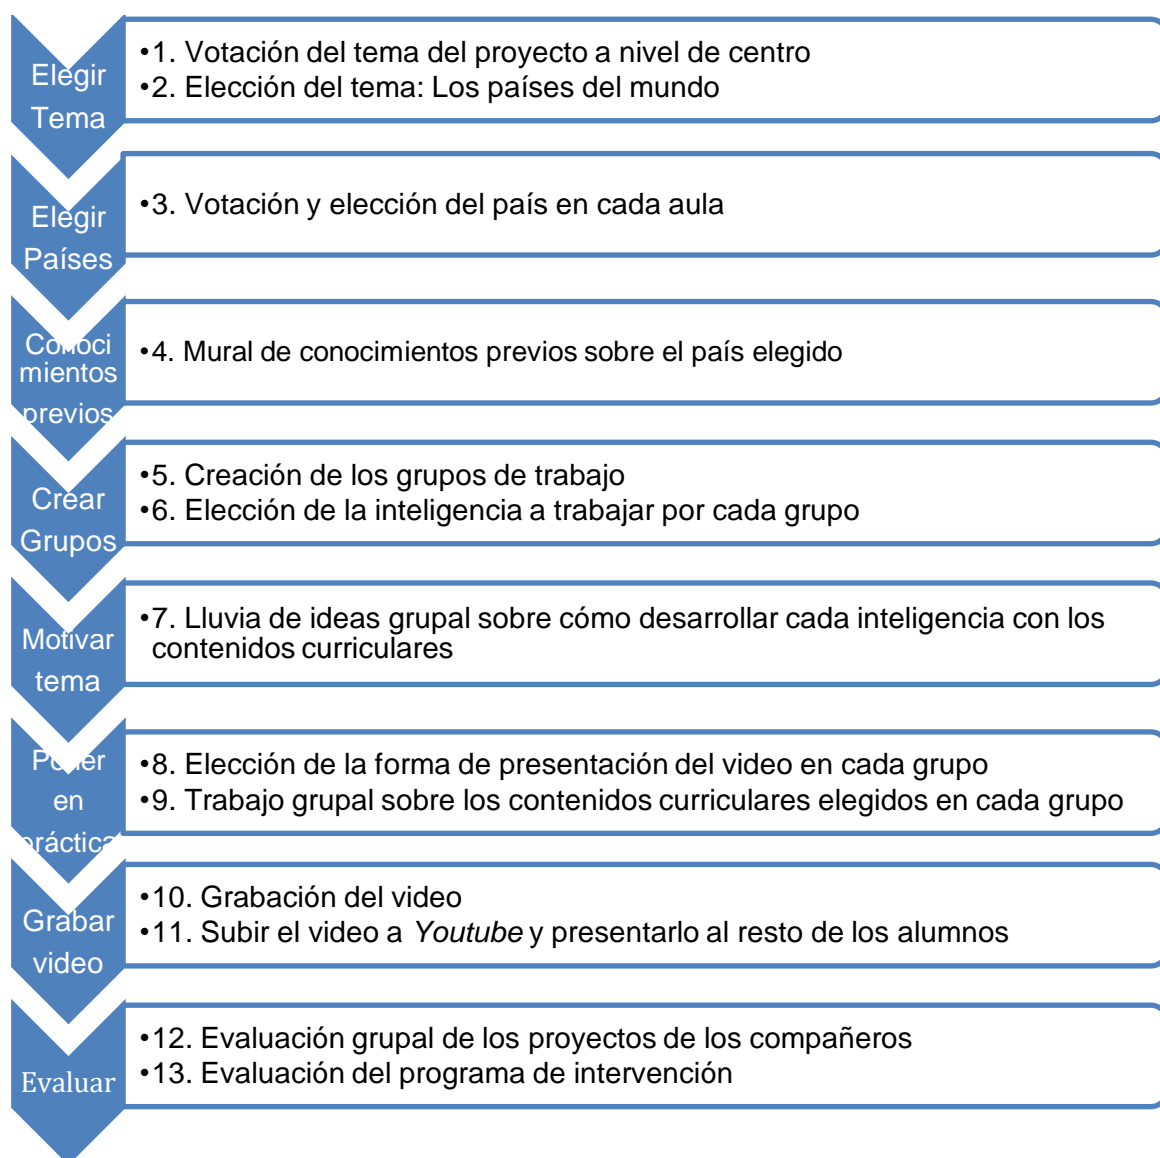 Elegir
Tema
•1. Votación del tema del proyecto a nivel de centro
•2. Elección del tema: Los países del mundo
Elegir
Países
•3. Votación y elección del país en cada aula
Conoci
mientos
previos
•4. Mural de conocimientos previos sobre el país elegido
Crear
Grupos
•5. Creación de los grupos de trabajo
•6. Elección de la inteligencia a trabajar por cada grupo
Motivar
tema
•7. Lluvia de ideas grupal sobre cómo desarrollar cada inteligencia con los
contenidos curriculares
Poner
en
práctica
•8. Elección de la forma de presentación del video en cada grupo
•9. Trabajo grupal sobre los contenidos curriculares elegidos en cada grupo
Grabar
video
•10. Grabación del video
•11. Subir el video a Youtube y presentarlo al resto de los alumnos
Evaluar
•12. Evaluación grupal de los proyectos de los compañeros
•13. Evaluación del programa de intervención